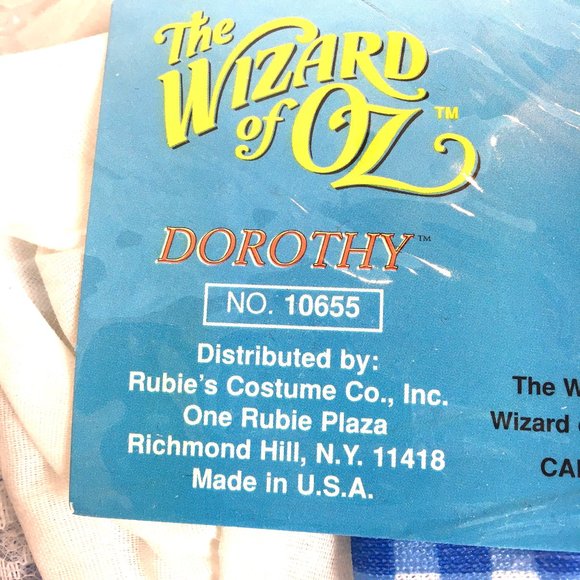 The
WIZARD
of OZ™
DOROTHY™
NO. 10655
Distributed by:
Rubie's Costume Co., Inc.
One Rubie Plaza
Richmond Hill, N.Y. 11418
Made in U.S.A.
The
Wizard